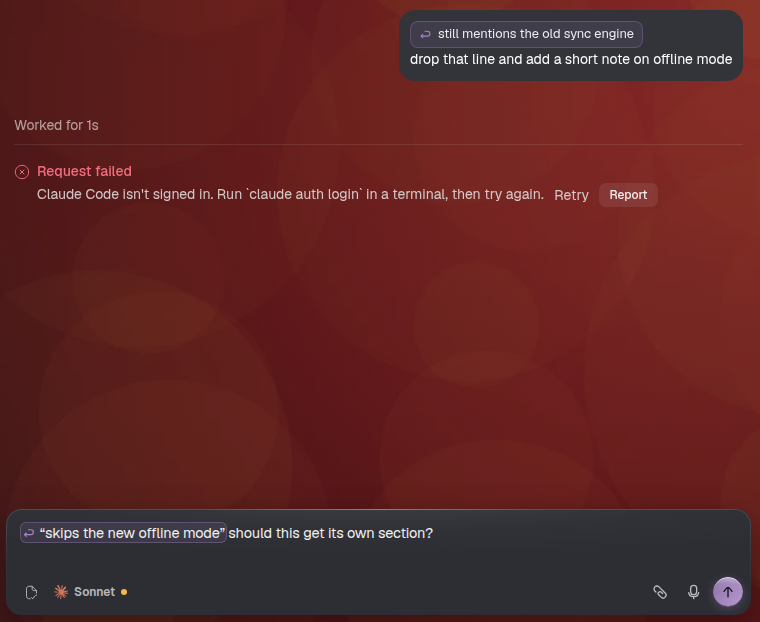 still mentions the old sync engine
drop that line and add a short note on offline mode
Worked for 1s
Request failed
Claude Code isn't signed in. Run `claude auth login` in a terminal, then try again. Retry Report
“skips the new offline mode” should this get its own section?
Sonnet